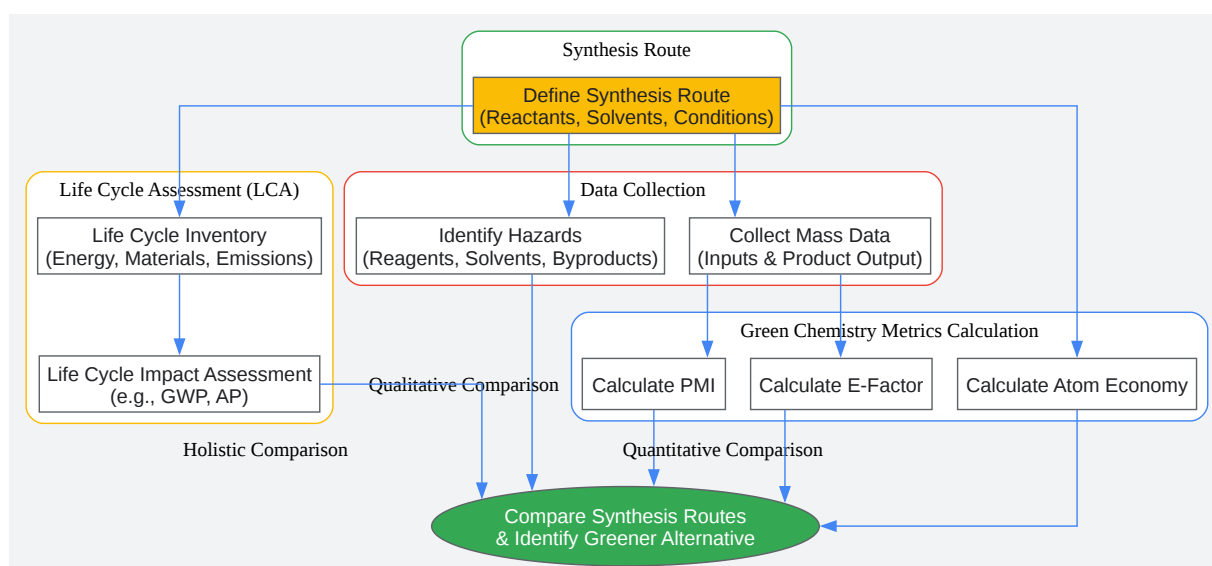 Synthesis Route
Define Synthesis Route
(Reactants, Solvents, Conditions)
Life Cycle Assessment (LCA)
Life Cycle Inventory
(Energy, Materials, Emissions)
Life Cycle Impact Assessment
(e.g., GWP, AP)
Data Collection
Identify Hazards
(Reagents, Solvents, Byproducts)
Collect Mass Data
(Inputs & Product Output)
Green Chemistry Metrics Calculation
Calculate PMI
Calculate E-Factor
Calculate Atom Economy
Qualitative Comparison
Holistic Comparison
Quantitative Comparison
Compare Synthesis Routes
& Identify Greener Alternative